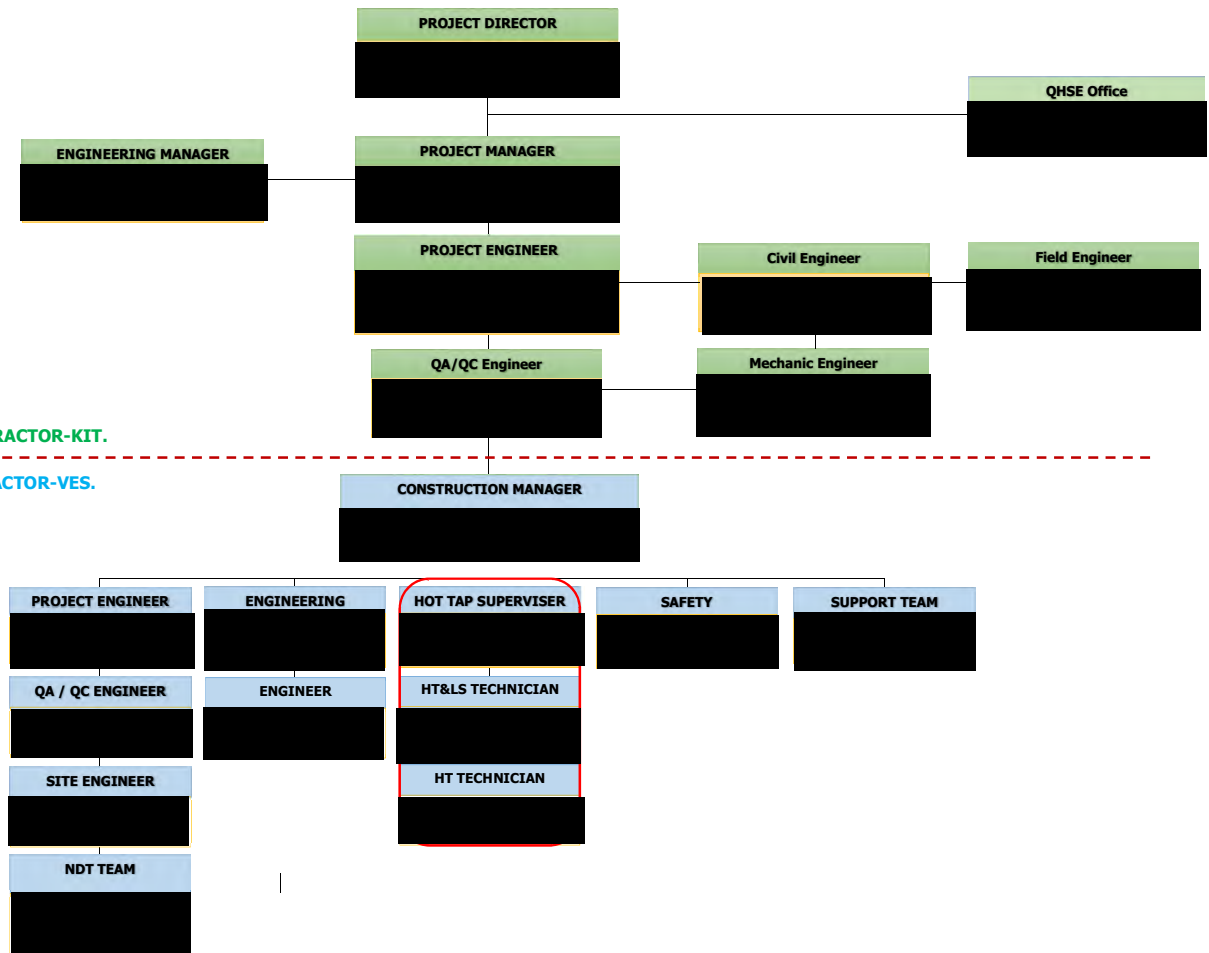 PROJECT DIRECTOR
QHSE Office
ENGINEERING MANAGER
PROJECT MANAGER
PROJECT ENGINEER
Civil Engineer
Field Engineer
QA/QC Engineer
Mechanic Engineer
RACTOR-KIT.
ACTOR-VES.
CONSTRUCTION MANAGER
PROJECT ENGINEER
ENGINEERING
HOT TAP SUPERVISER
SAFETY
SUPPORT TEAM
QA / QC ENGINEER
ENGINEER
HT&LS TECHNICIAN
SITE ENGINEER
HT TECHNICIAN
NDT TEAM